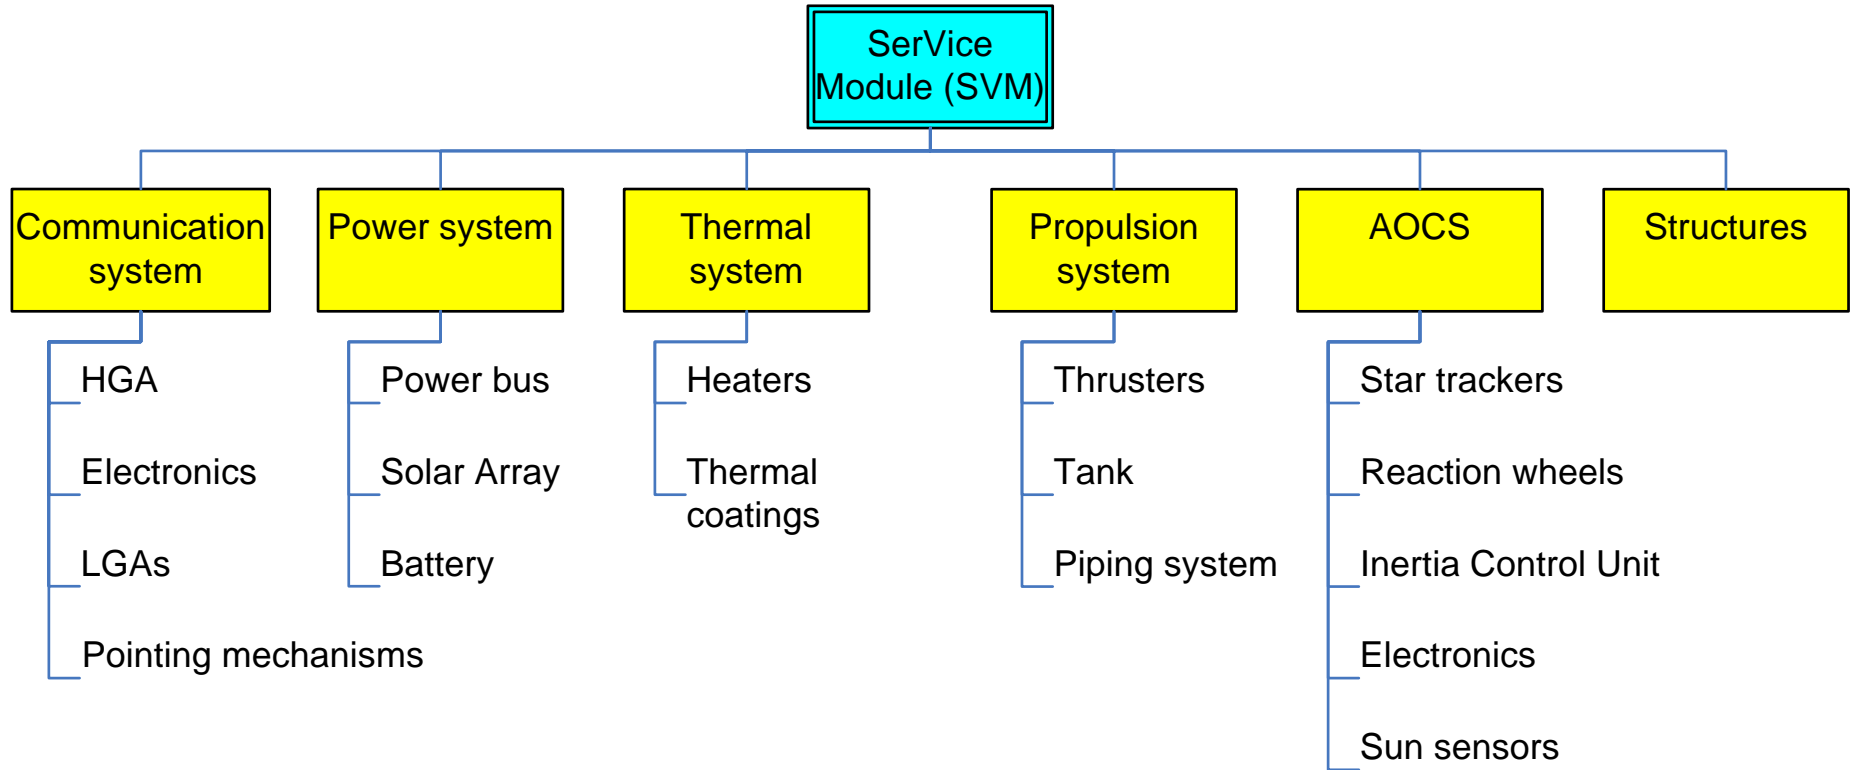 SerVice
Module (SVM)
Communication
system
Power system
Thermal
system
Propulsion
system
AOCS
Structures
HGA
Electronics
LGAs
Pointing mechanisms
Power bus
Solar Array
Battery
Heaters
Thermal
coatings
Thrusters
Tank
Piping system
Star trackers
Reaction wheels
Inertia Control Unit
Electronics
Sun sensors